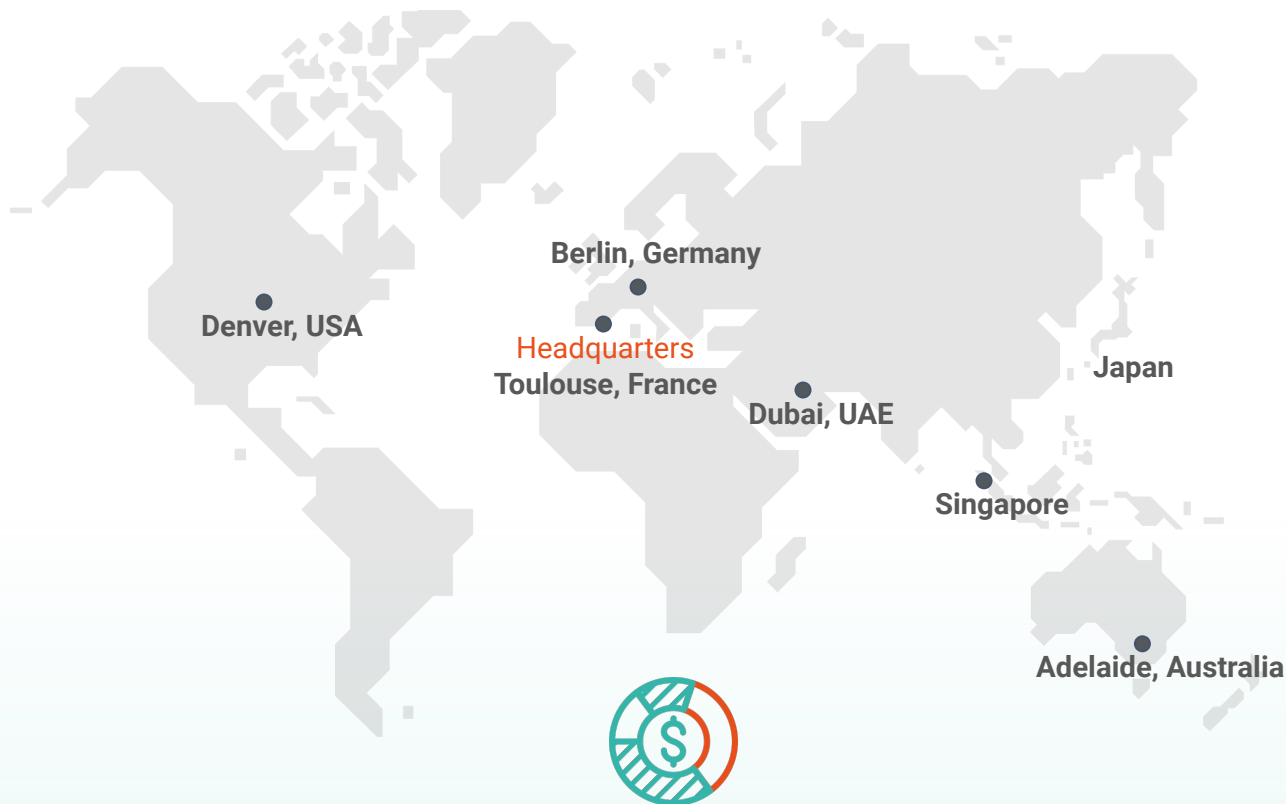 Berlin, Germany
Denver, USA
Headquarters
Toulouse, France
Japan
Dubai, UAE
Singapore
Adelaide, Australia
$